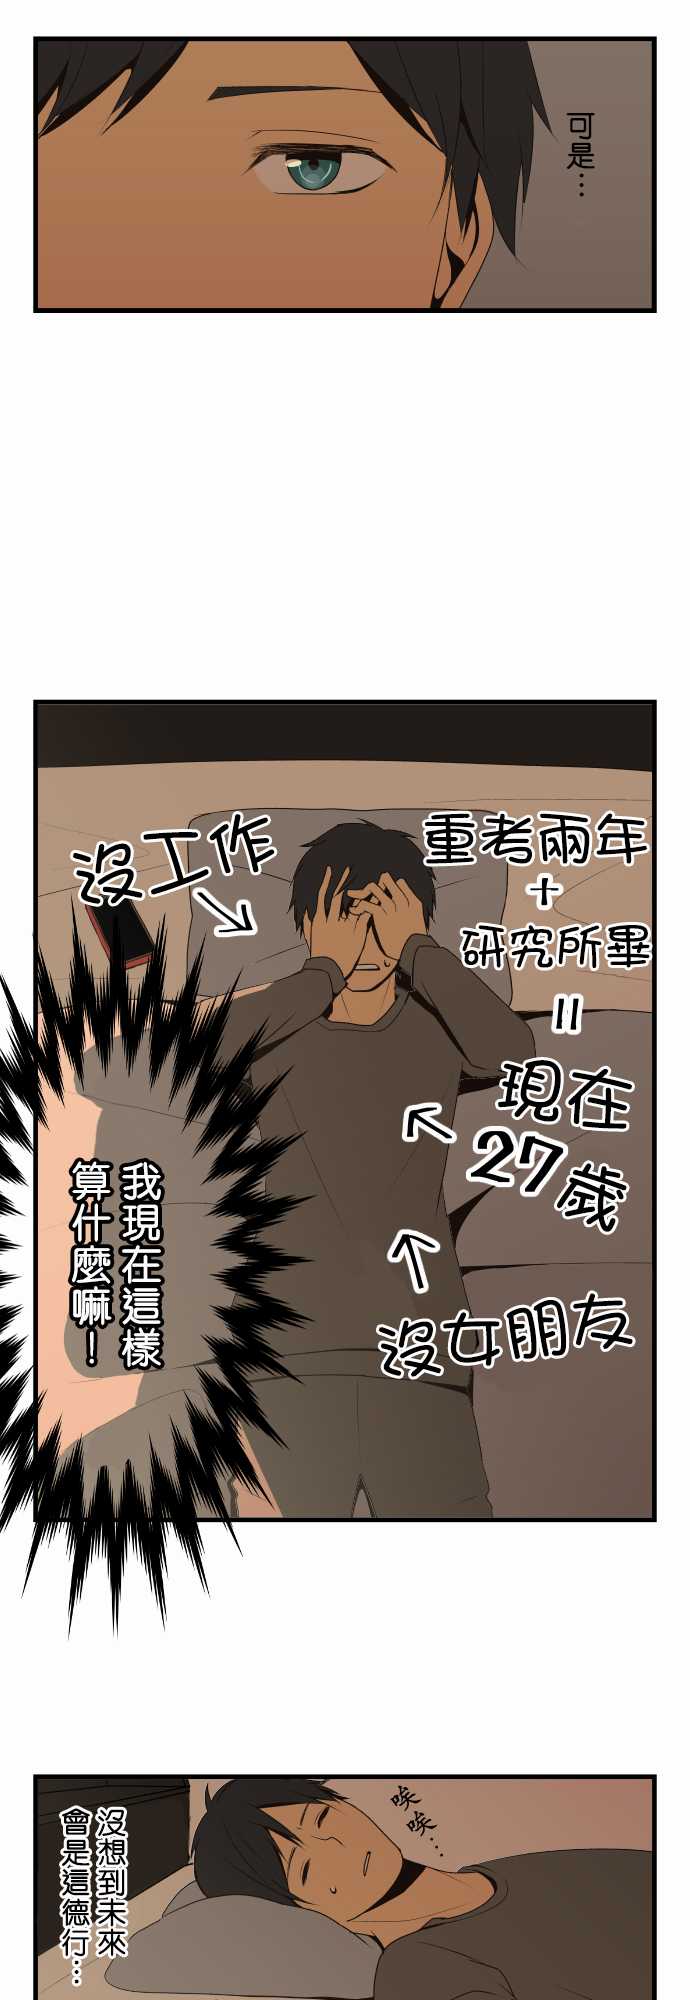 可是…
沒工作
重考兩年
+
研究所畢
=
現在
27歲
沒女朋友
我現在這樣
算什麼嘛！
唉
唉…
沒想到未來
會是這德行…